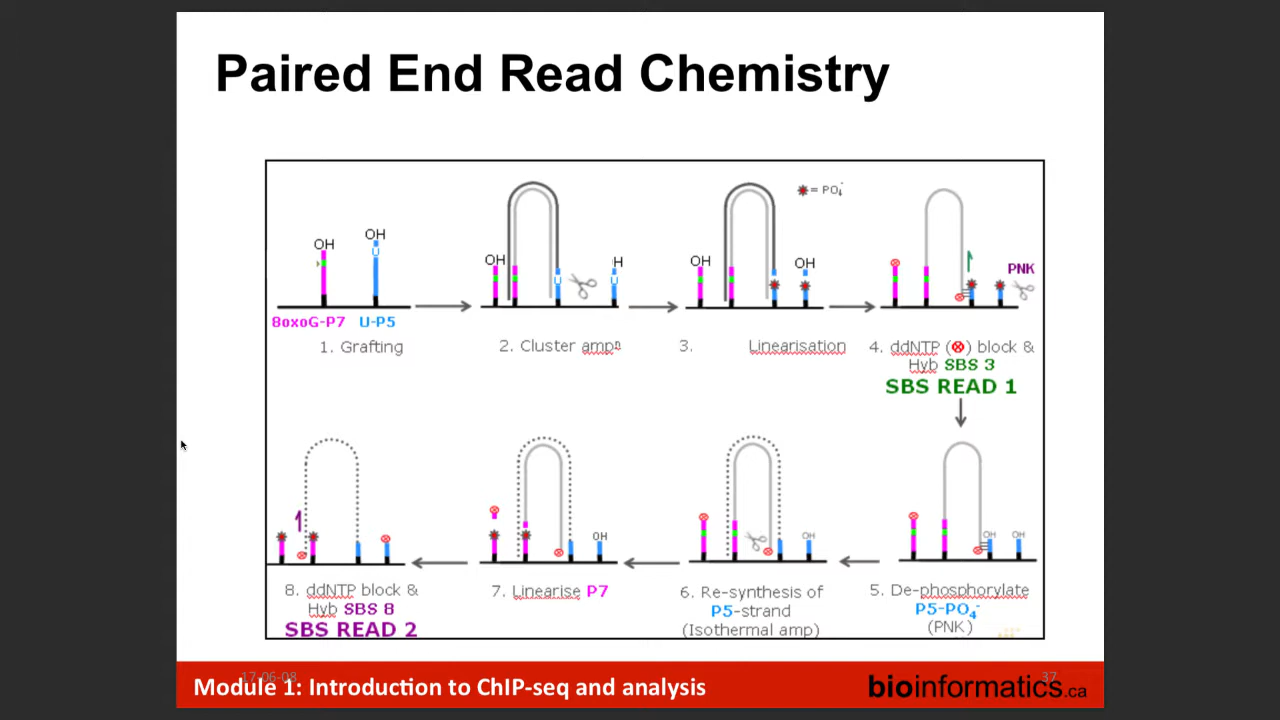 Paired End Read Chemistry
OH
OH
U
8oxoG-P7 U-P5
1. Grafting
OH
H
U
U
2. Cluster ampⁿ
= PO₄⁻
OH
OH
3. Linearisation
PNK
4. ddNTP (⊗) block &
Hyb SBS 3
SBS READ 1
8. ddNTP block &
Hyb SBS 8
SBS READ 2
OH
7. Linearise P7
OH
6. Re-synthesis of
P5-strand
(Isothermal amp)
OH
OH
5. De-phosphorylate
P5-PO₄⁻
(PNK)
17-06-08
37
Module 1: Introduction to ChIP-seq and analysis
bioinformatics.ca